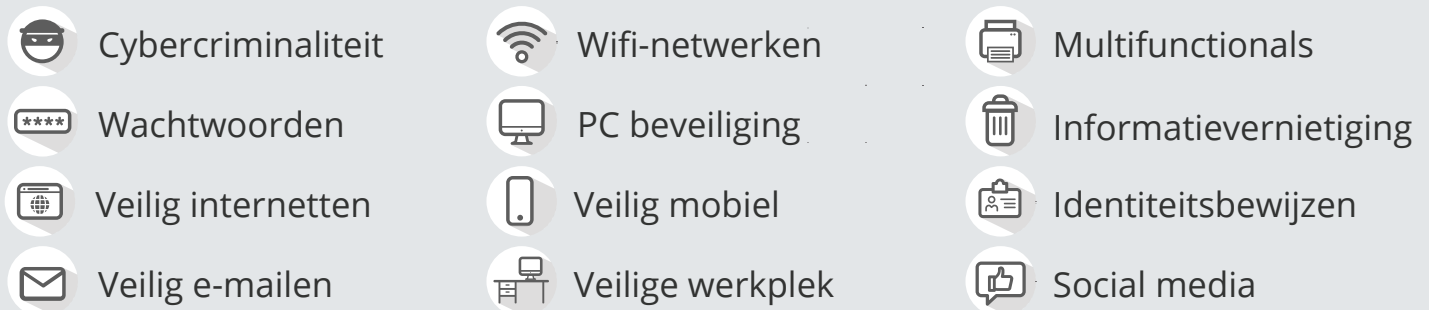 Cybercriminaliteit
Wachtwoorden
Veilig internetten
Veilig e-mailen
Wifi-netwerken
PC beveiliging
Veilig mobiel
Veilige werkplek
Multifunctionals
Informatievernietiging
Identiteitsbewijzen
Social media